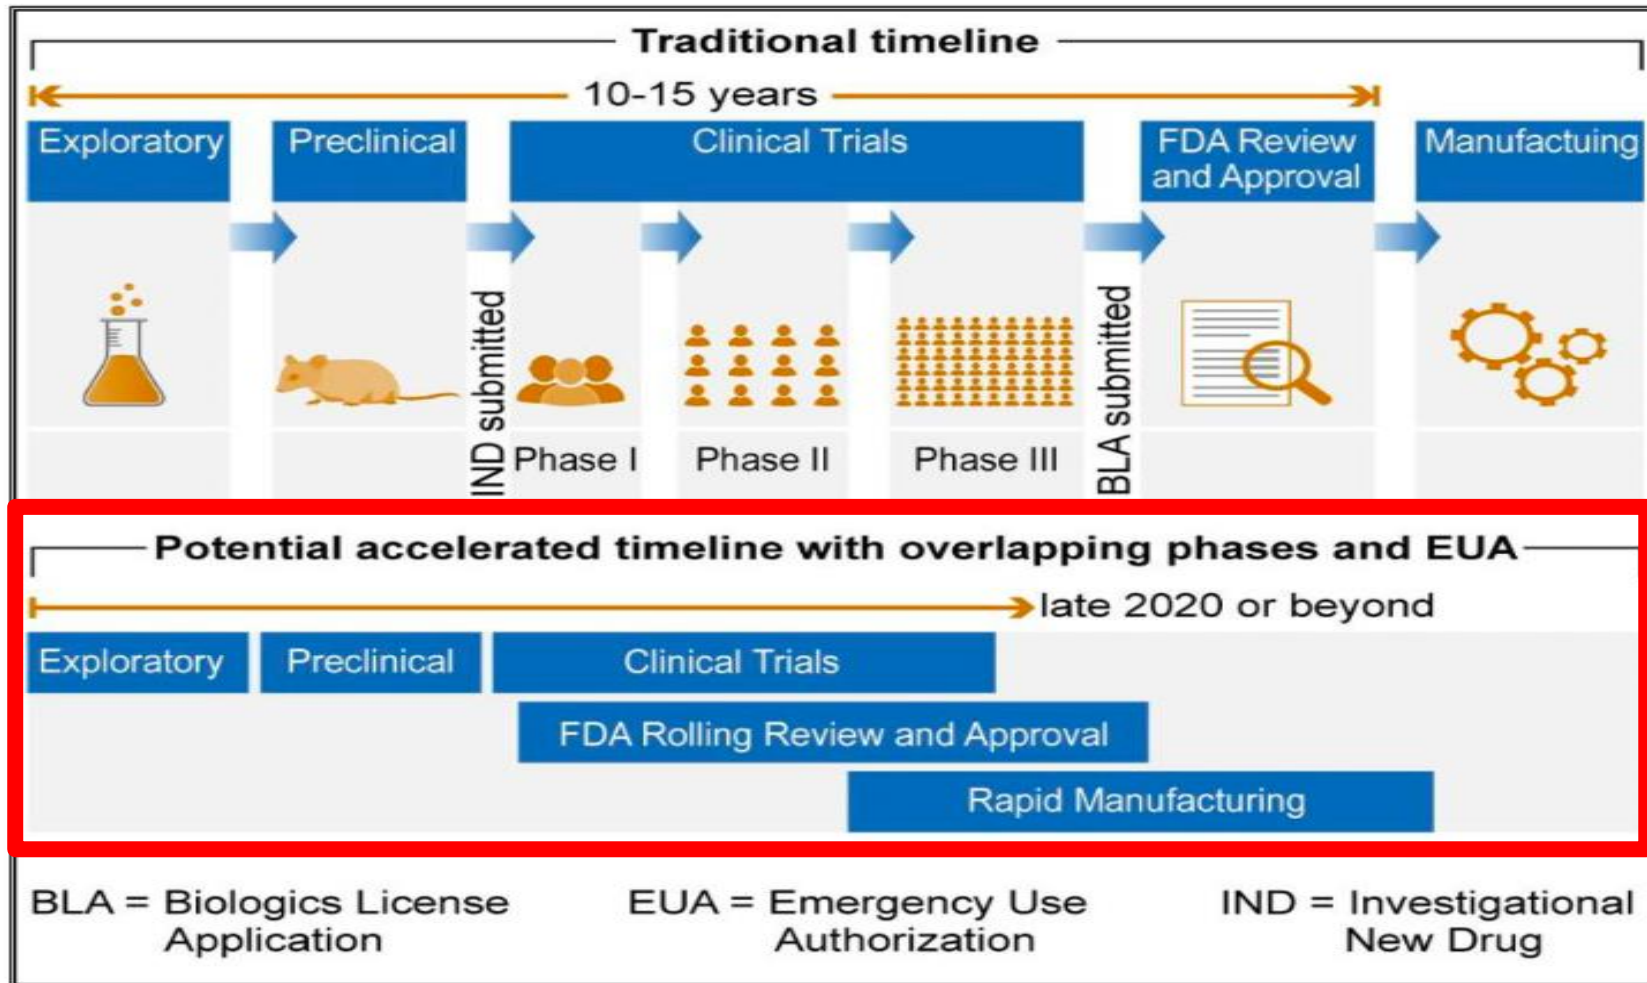 Traditional timeline
10-15 years
Exploratory
Preclinical
Clinical Trials
FDA Review
and Approval
Manufactuing
IND submitted
BLA submitted
Phase I
Phase II
Phase III
Potential accelerated timeline with overlapping phases and EUA
late 2020 or beyond
Exploratory
Preclinical
Clinical Trials
FDA Rolling Review and Approval
Rapid Manufacturing
BLA = Biologics License
Application
EUA = Emergency Use
Authorization
IND = Investigational
New Drug